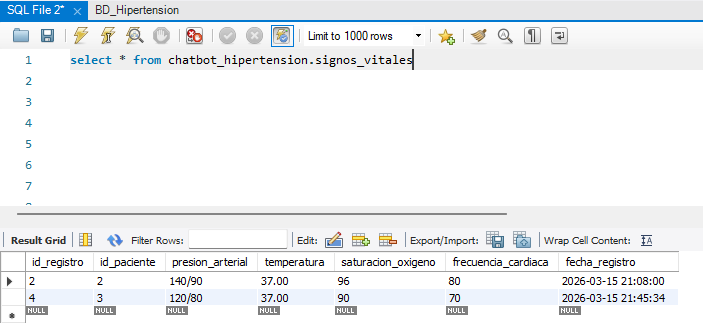 SQL File 2* × BD_Hipertension
Limit to 1000 rows
1 select * from chatbot_hipertension.signos_vitales
2
3
4
5
6
7
Result Grid Filter Rows: Edit: Export/Import: Wrap Cell Content:
id_registro id_paciente presion_arterial temperatura saturacion_oxigeno frecuencia_cardiaca fecha_registro
2 2 140/90 37.00 96 80 2026-03-15 21:08:00
4 3 120/80 37.00 90 70 2026-03-15 21:45:34
NULL NULL NULL NULL NULL NULL NULL